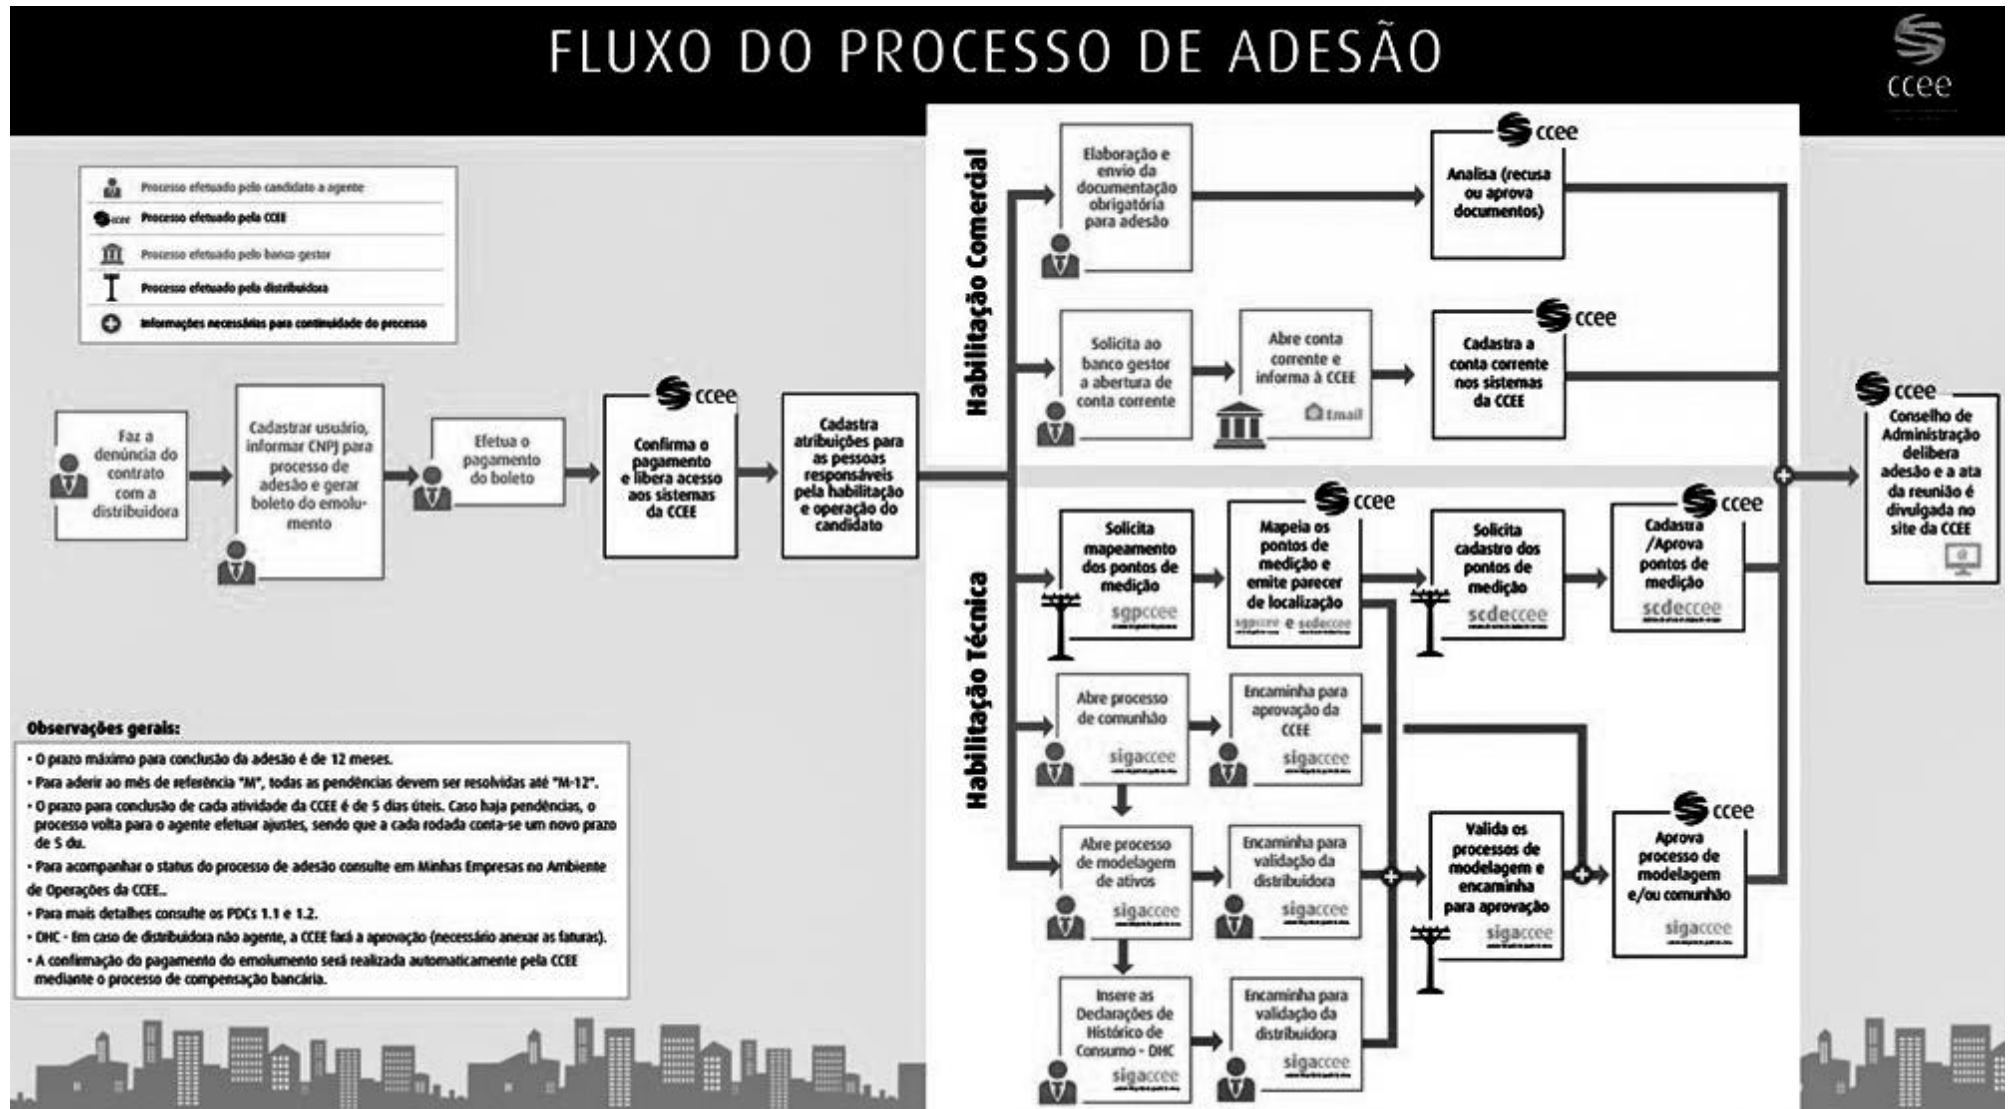 FLUXO DO PROCESSO DE ADESÃO
ccee
Processo efetuado pelo candidato a agente
ccee Processo efetuado pela CCEE
Processo efetuado pelo banco gestor
Processo efetuado pela distribuidora
Informações necessárias para continuidade do processo
Faz a
denúncia do
contrato
com a
distribuidora
Cadastrar usuário,
informar CNPJ para
processo de
adesão e gerar
boleto do emolu-
mento
Efetua o
pagamento
do boleto
ccee
Confirma o
pagamento
e libera acesso
aos sistemas
da CCEE
Cadastra
atribuições para
as pessoas
responsáveis
pela habilitação
e operação do
candidato
Habilitação Comercial
Elaboração e
envio da
documentação
obrigatória
para adesão
ccee
Analisa (recusa
ou aprova
documentos)
Solicita ao
banco gestor
a abertura de
conta corrente
Abre conta
corrente e
informa à CCEE
Email
ccee
Cadastra a
conta corrente
nos sistemas
da CCEE
Habilitação Técnica
Solicita
mapeamento
dos pontos de
medição
sgpccee
ccee
Mapeia os
pontos de
medição e
emite parecer
de localização
sgpccee e scdeccee
Solicita
cadastro dos
pontos de
medição
scdeccee
ccee
Cadastra
/Aprova
pontos de
medição
scdeccee
Abre processo
de comunhão
sigaccee
Encaminha para
aprovação da
CCEE
sigaccee
Abre processo
de modelagem
de ativos
sigaccee
Encaminha para
validação da
distribuidora
sigaccee
Valida os
processos de
modelagem e
encaminha
para aprovação
sigaccee
ccee
Aprova
processo de
modelagem
e/ou comunhão
sigaccee
Insere as
Declarações de
Histórico de
Consumo - DHC
sigaccee
Encaminha para
validação da
distribuidora
sigaccee
ccee
Conselho de
Administração
delibera
adesão e a ata
da reunião é
divulgada no
site da CCEE
Observações gerais:
• O prazo máximo para conclusão da adesão é de 12 meses.
• Para aderir ao mês de referência "M", todas as pendências devem ser resolvidas até "M-12".
• O prazo para conclusão de cada atividade da CCEE é de 5 dias úteis. Caso haja pendências, o
processo volta para o agente efetuar ajustes, sendo que a cada rodada conta-se um novo prazo
de 5 du.
• Para acompanhar o status do processo de adesão consulte em Minhas Empresas no Ambiente
de Operações da CCEE..
• Para mais detalhes consulte os PDCs 1.1 e 1.2.
• DHC - Em caso de distribuidora não agente, a CCEE fará a aprovação (necessário anexar as faturas).
• A confirmação do pagamento do emolumento será realizada automaticamente pela CCEE
mediante o processo de compensação bancária.